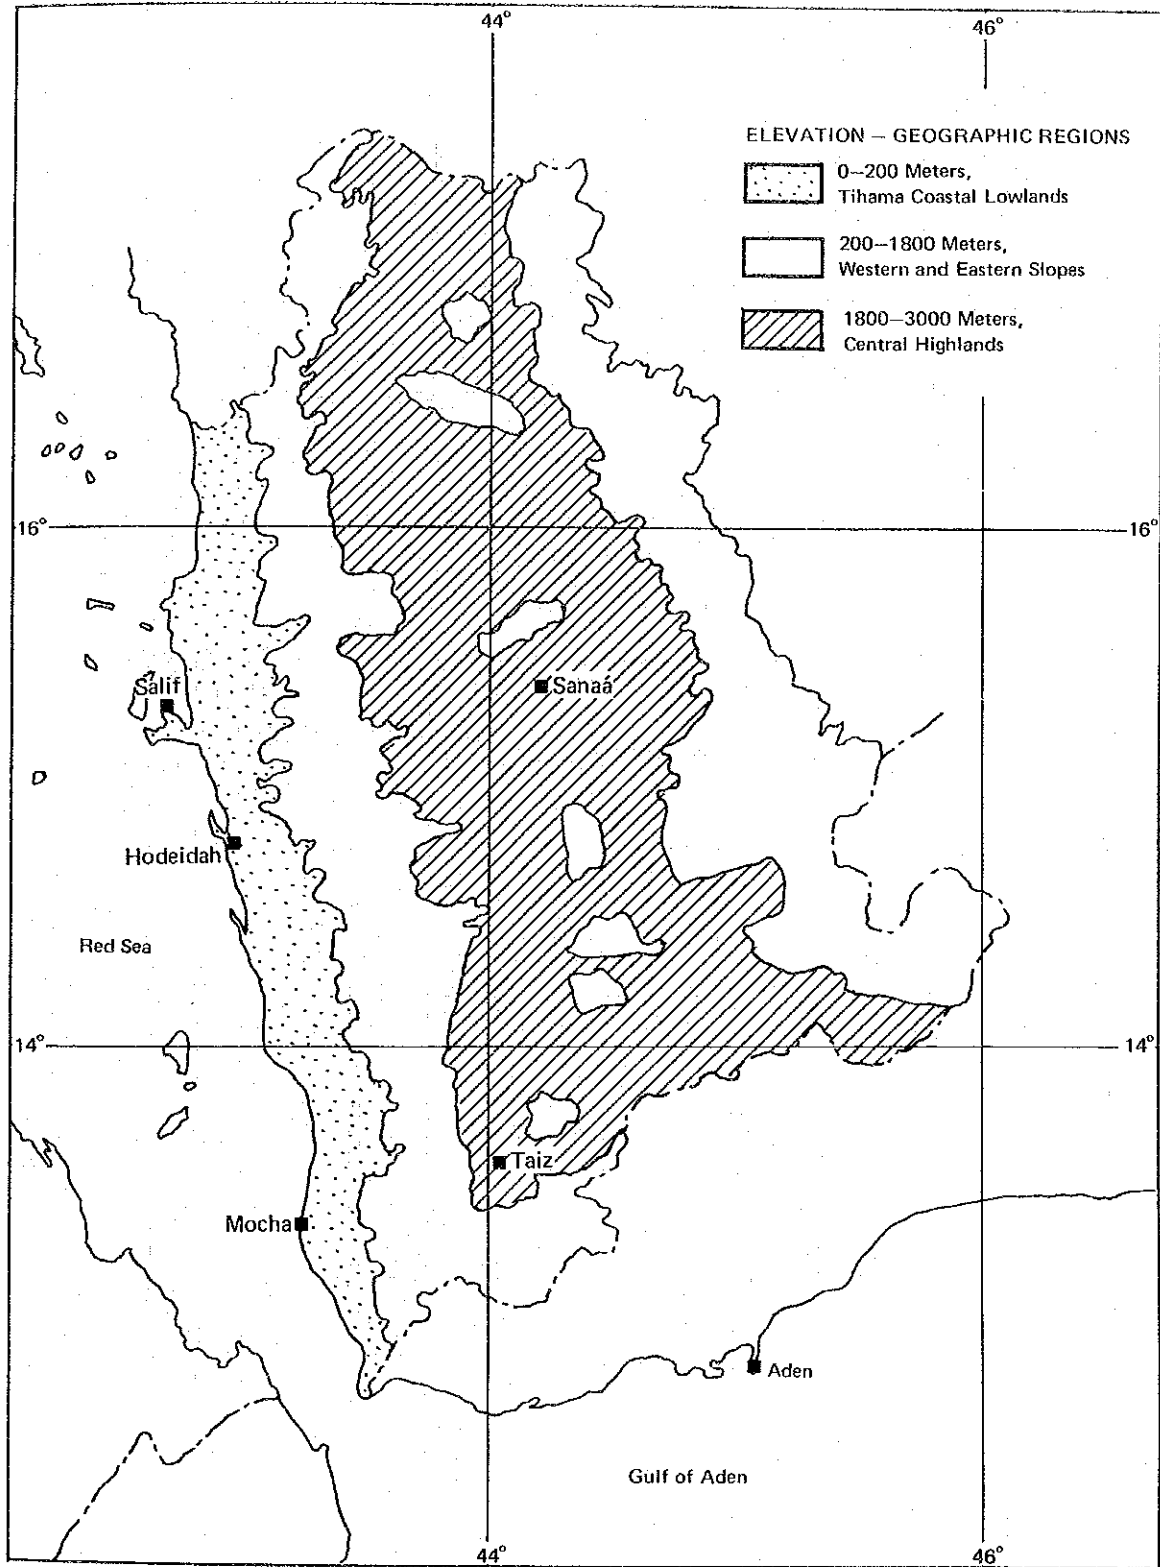 44° 46°
ELEVATION — GEOGRAPHIC REGIONS
0—200 Meters,
Tihama Coastal Lowlands
200—1800 Meters,
Western and Eastern Slopes
1800—3000 Meters,
Central Highlands
16° 16°
Salif
Sanaá
Hodeidah
Red Sea
14° 14°
Taiz
Mocha
Aden
Gulf of Aden
44° 46°